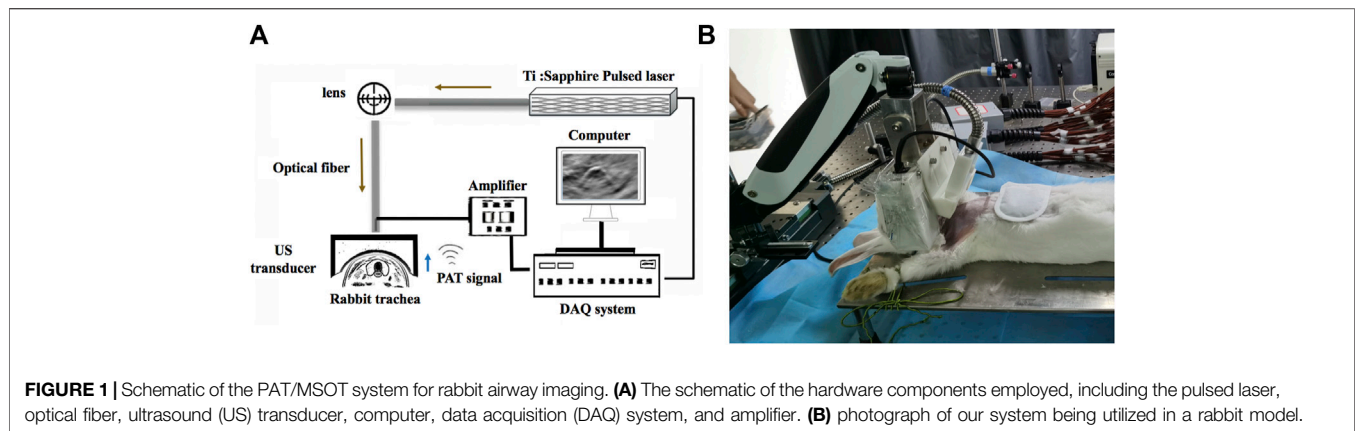 A
B
Ti :Sapphire Pulsed laser
lens
Computer
Optical fiber
Amplifier
US
transducer
PAT signal
Rabbit trachea
DAQ system
FIGURE 1 | Schematic of the PAT/MSOT system for rabbit airway imaging. (A) The schematic of the hardware components employed, including the pulsed laser,
optical fiber, ultrasound (US) transducer, computer, data acquisition (DAQ) system, and amplifier. (B) photograph of our system being utilized in a rabbit model.